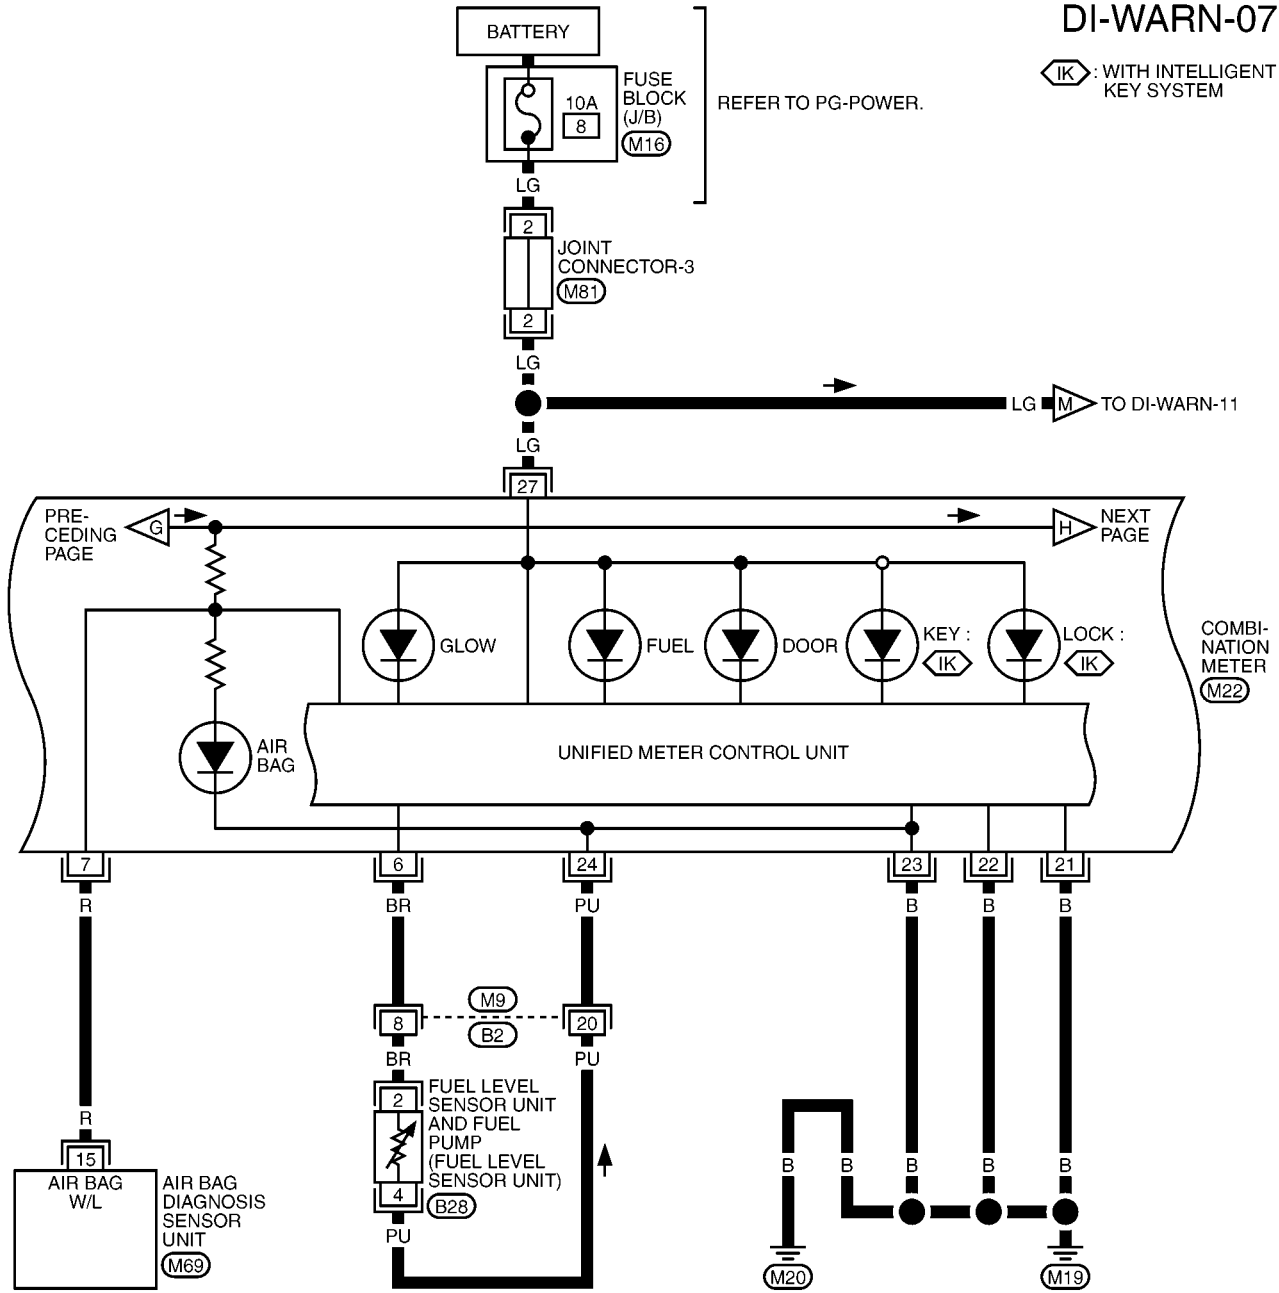 DI-WARN-07
IK : WITH INTELLIGENT
KEY SYSTEM
BATTERY
10A
8
FUSE
BLOCK
(J/B)
M16
REFER TO PG-POWER.
LG
2
JOINT
CONNECTOR-3
M81
2
LG
LG M TO DI-WARN-11
LG
27
PRE-
CEDING
PAGE
G
H
NEXT
PAGE
GLOW
FUEL
DOOR
KEY :
IK
LOCK :
IK
COMBI-
NATION
METER
M22
AIR
BAG
UNIFIED METER CONTROL UNIT
7 6 24 23 22 21
R BR PU B B B
8
M9
B2
20
BR PU
R
15
AIR BAG
W/L
AIR BAG
DIAGNOSIS
SENSOR
UNIT
M69
2
FUEL LEVEL
SENSOR UNIT
AND FUEL
PUMP
(FUEL LEVEL
SENSOR UNIT)
4
B28
PU
B B B B B
M20 M19